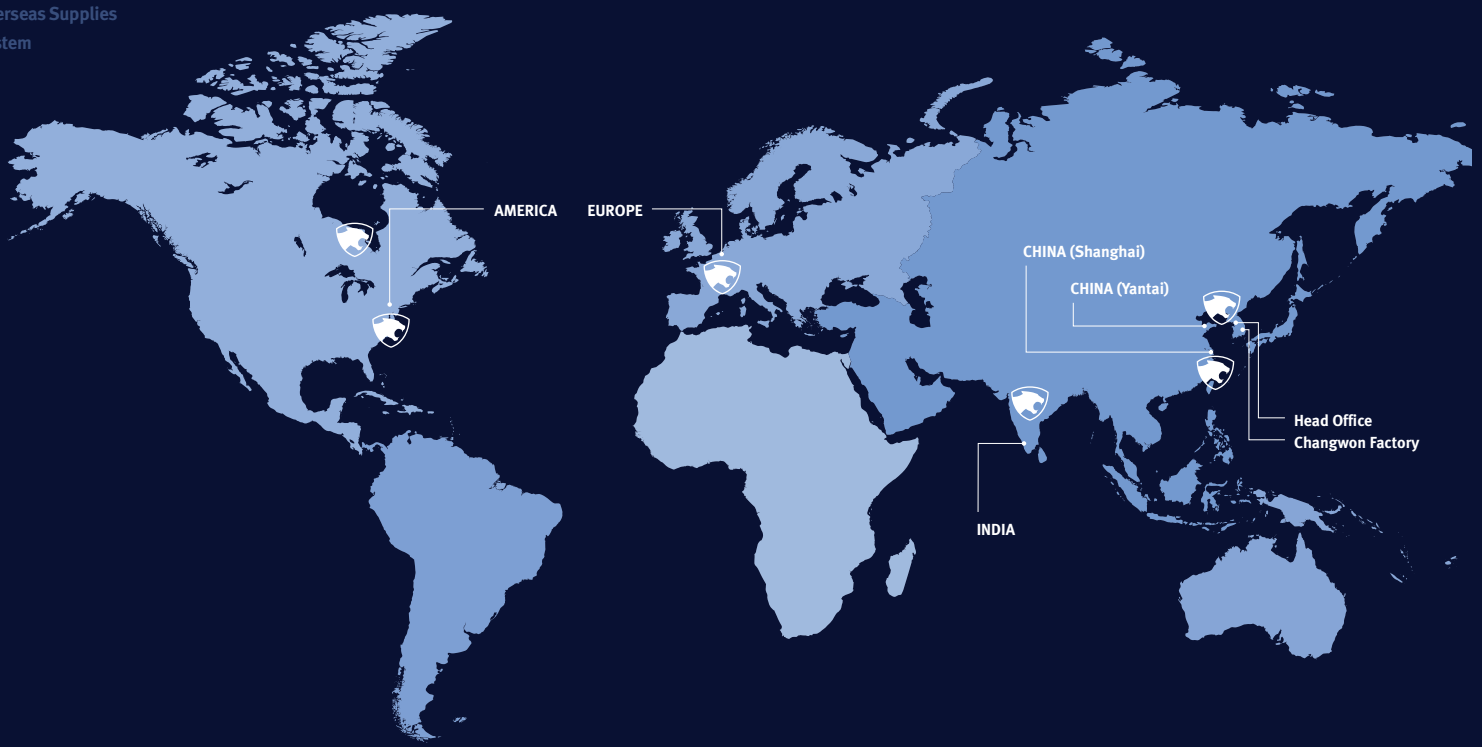 erseas Supplies
stem
AMERICA
EUROPE
CHINA (Shanghai)
CHINA (Yantai)
Head Office
Changwon Factory
INDIA